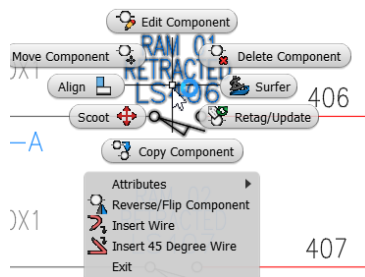 Edit Component
RAM 01
Move Component
Delete Component
RETRACTED
Align
Surfer
406
Scoot
Retag/Update
—A
Copy Component
Attributes
Reverse/Flip Component
0X1
Insert Wire
Insert 45 Degree Wire
407
Exit